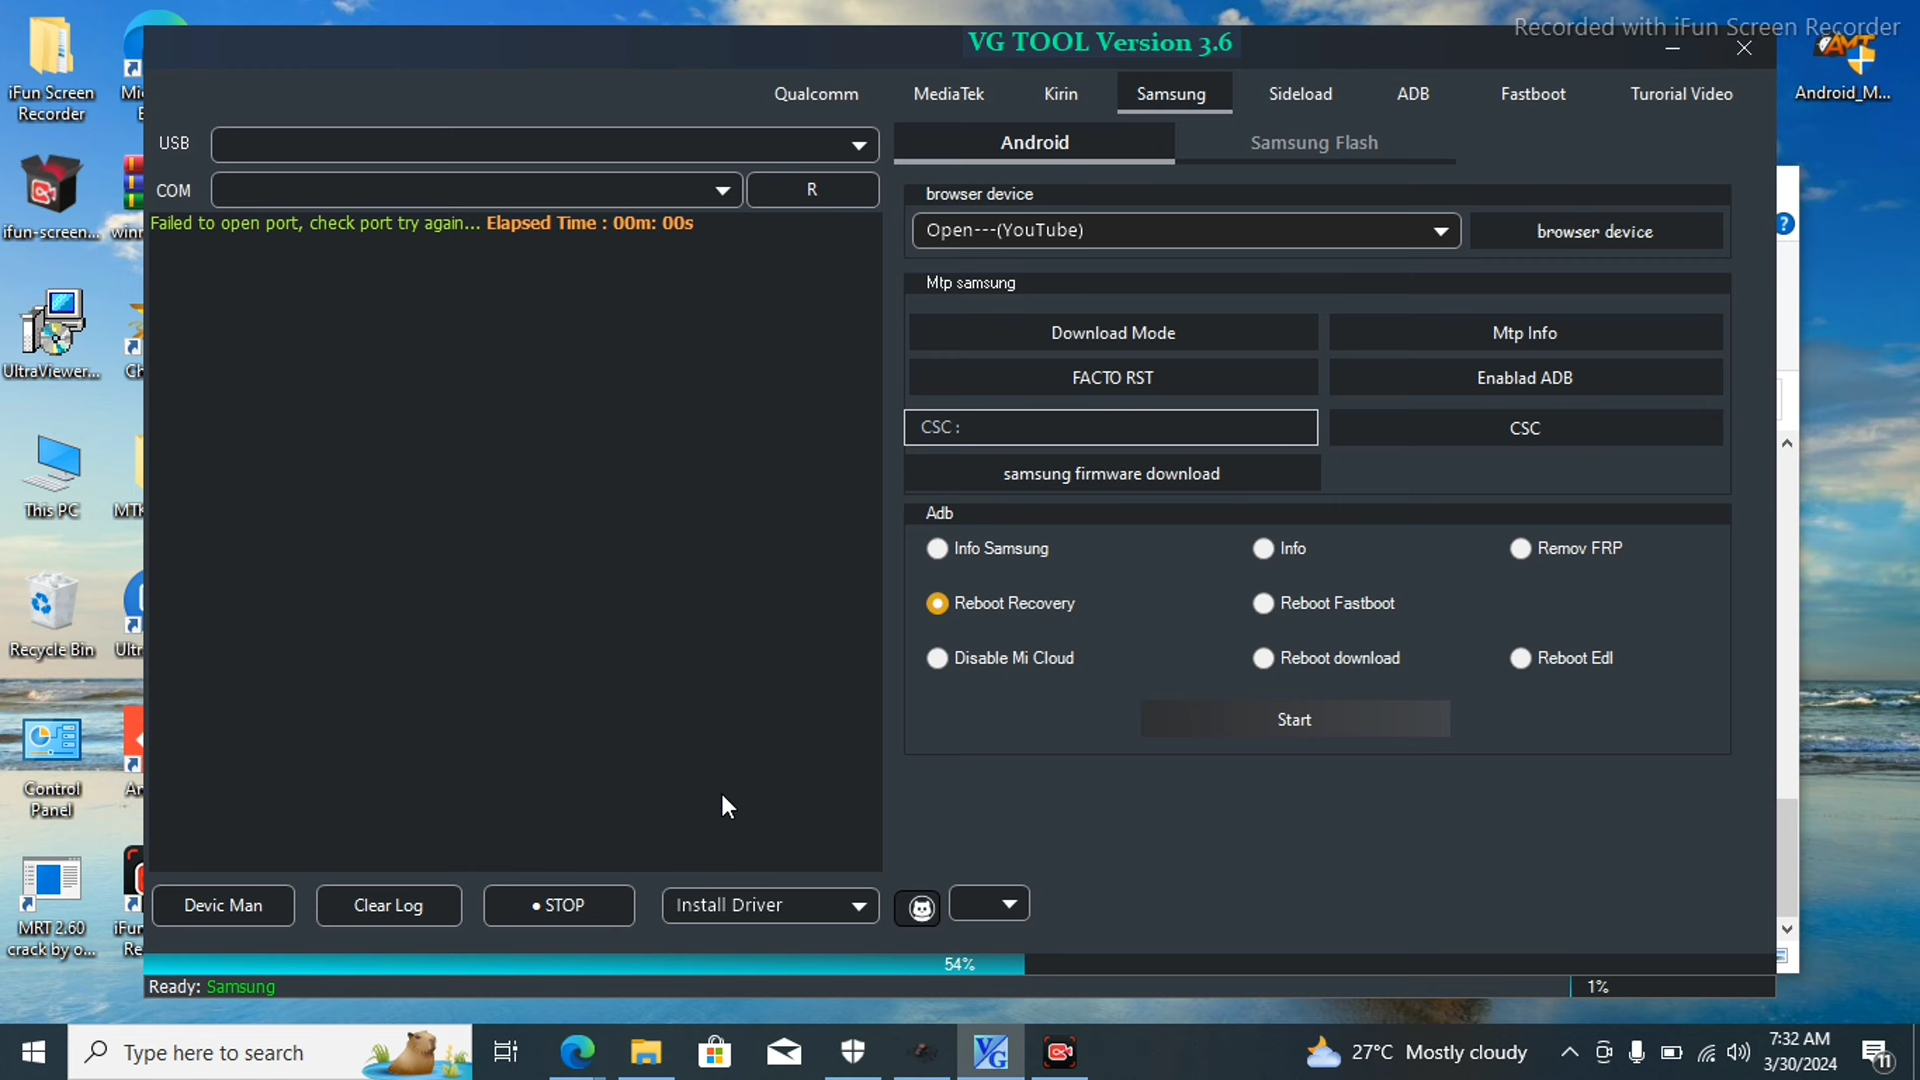 Recorded with iFun Screen Recorder
VG TOOL Version 3.6
Qualcomm
MediaTek
Kirin
Samsung
Sideload
ADB
Fastboot
Turorial Video
USB
COM
R
Failed to open port, check port try again... Elapsed Time : 00m: 00s
Android
Samsung Flash
browser device
Open---(YouTube)
browser device
Mtp samsung
Download Mode
Mtp Info
FACTO RST
Enablad ADB
CSC :
CSC
samsung firmware download
Adb
Info Samsung
Info
Remov FRP
Reboot Recovery
Reboot Fastboot
Disable Mi Cloud
Reboot download
Reboot Edl
Start
Devic Man
Clear Log
• STOP
Install Driver
54%
Ready: Samsung
1%
iFun Screen
Recorder
ifun-screen...
UltraViewer...
This PC
Recycle Bin
Control
Panel
MRT 2.60
crack by o...
Android_M...
Type here to search
27°C Mostly cloudy
7:32 AM
3/30/2024
11